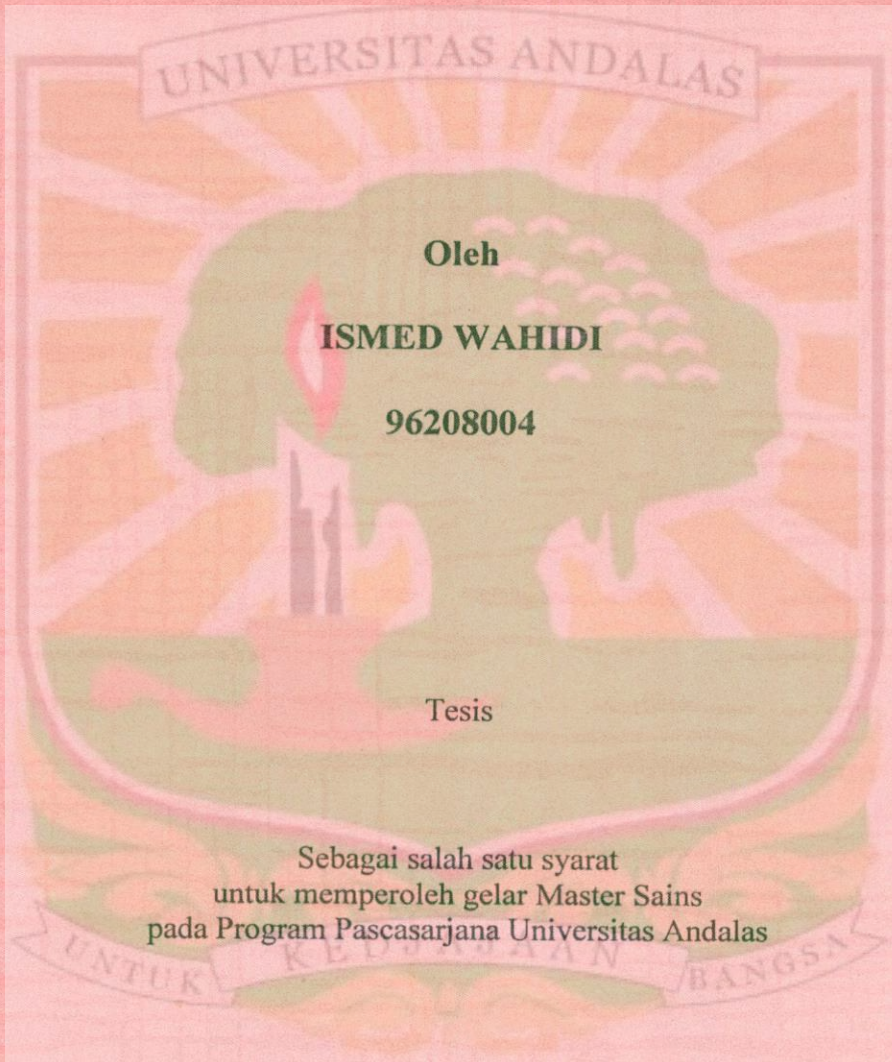 UNIVERSITAS ANDALAS
Oleh
ISMED WAHIDI
96208004
Tesis
Sebagai salah satu syarat
untuk memperoleh gelar Master Sains
pada Program Pascasarjana Universitas Andalas
UNTUK KEDJAJAAN BANGSA